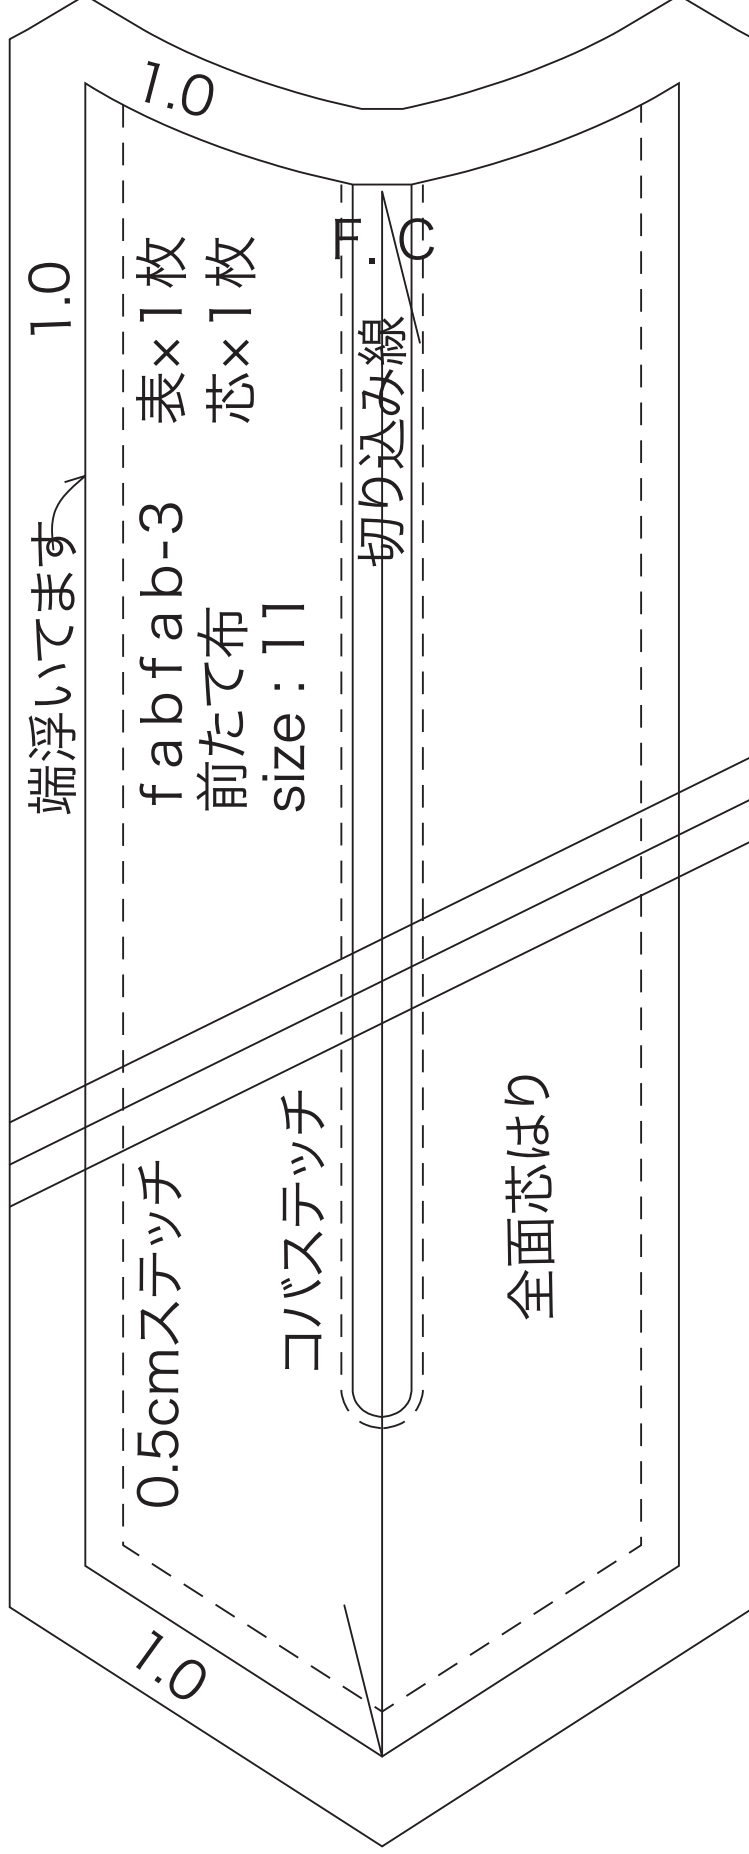 1.0
1.0
端浮いてます
表×1枚
芯×1枚
fabfab-3
前たて布
size：11
F．C
切り込み線
0.5cmステッチ
コバステッチ
全面芯はり
1.0